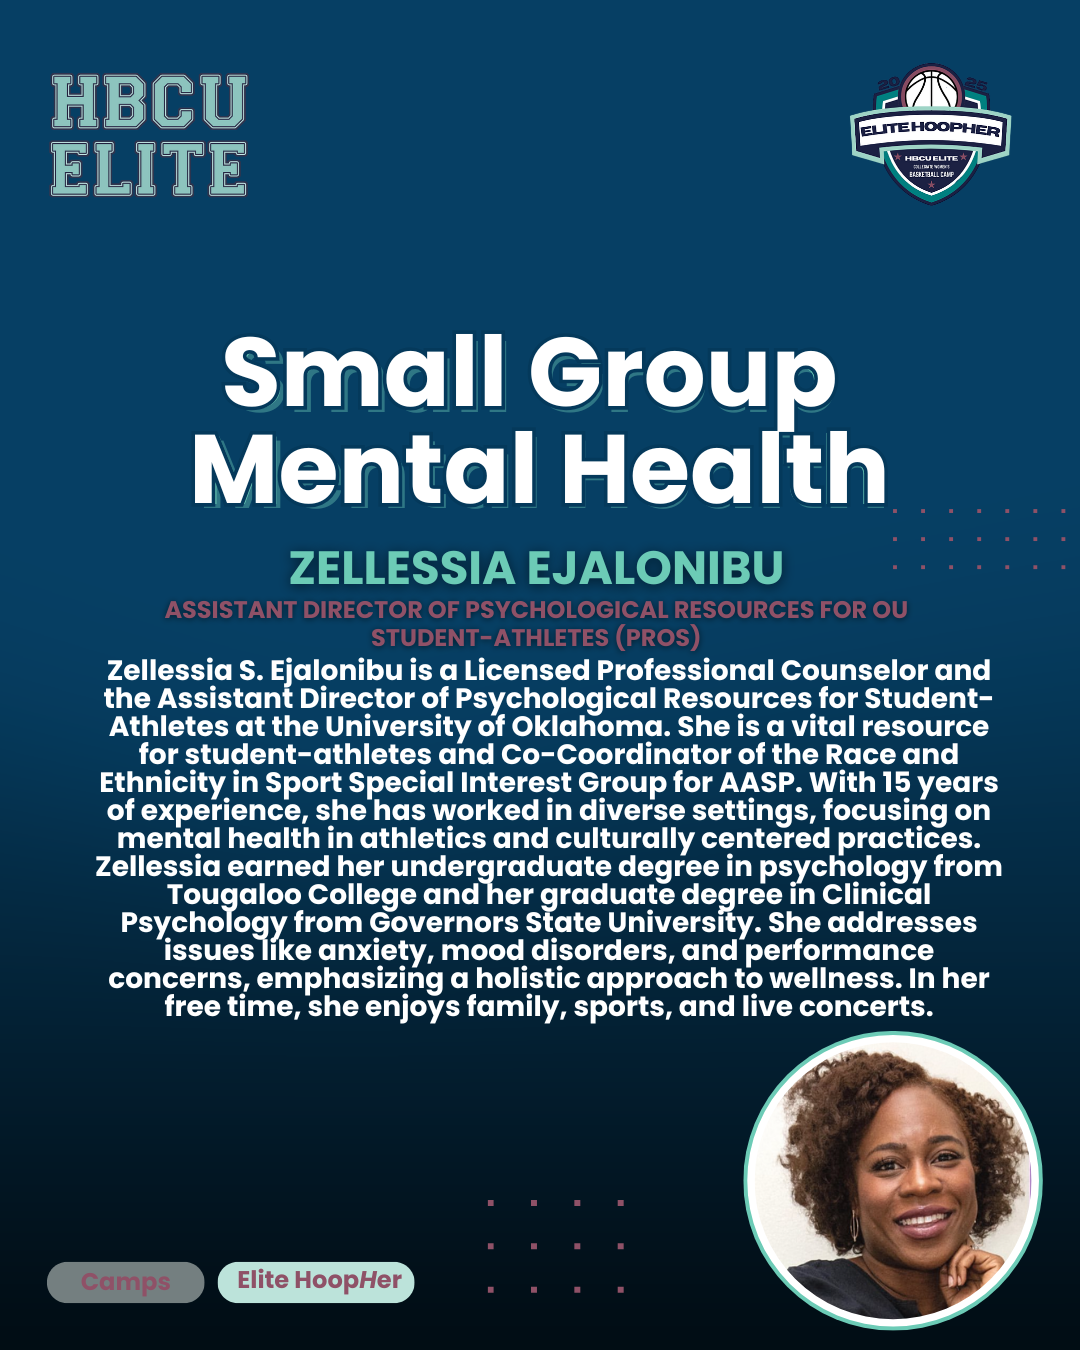 HBCU
ELITE
20 25
ELITE HOOPHER
HBCU ELITE
COLLEGIATE WOMEN'S
BASKETBALL CAMP
Small Group
Mental Health
ZELLESSIA EJALONIBU
ASSISTANT DIRECTOR OF PSYCHOLOGICAL RESOURCES FOR OU
STUDENT-ATHLETES (PROS)
Zellessia S. Ejalonibu is a Licensed Professional Counselor and
the Assistant Director of Psychological Resources for Student-
Athletes at the University of Oklahoma. She is a vital resource
for student-athletes and Co-Coordinator of the Race and
Ethnicity in Sport Special Interest Group for AASP. With 15 years
of experience, she has worked in diverse settings, focusing on
mental health in athletics and culturally centered practices.
Zellessia earned her undergraduate degree in psychology from
Tougaloo College and her graduate degree in Clinical
Psychology from Governors State University. She addresses
issues like anxiety, mood disorders, and performance
concerns, emphasizing a holistic approach to wellness. In her
free time, she enjoys family, sports, and live concerts.
Camps
Elite HoopHer